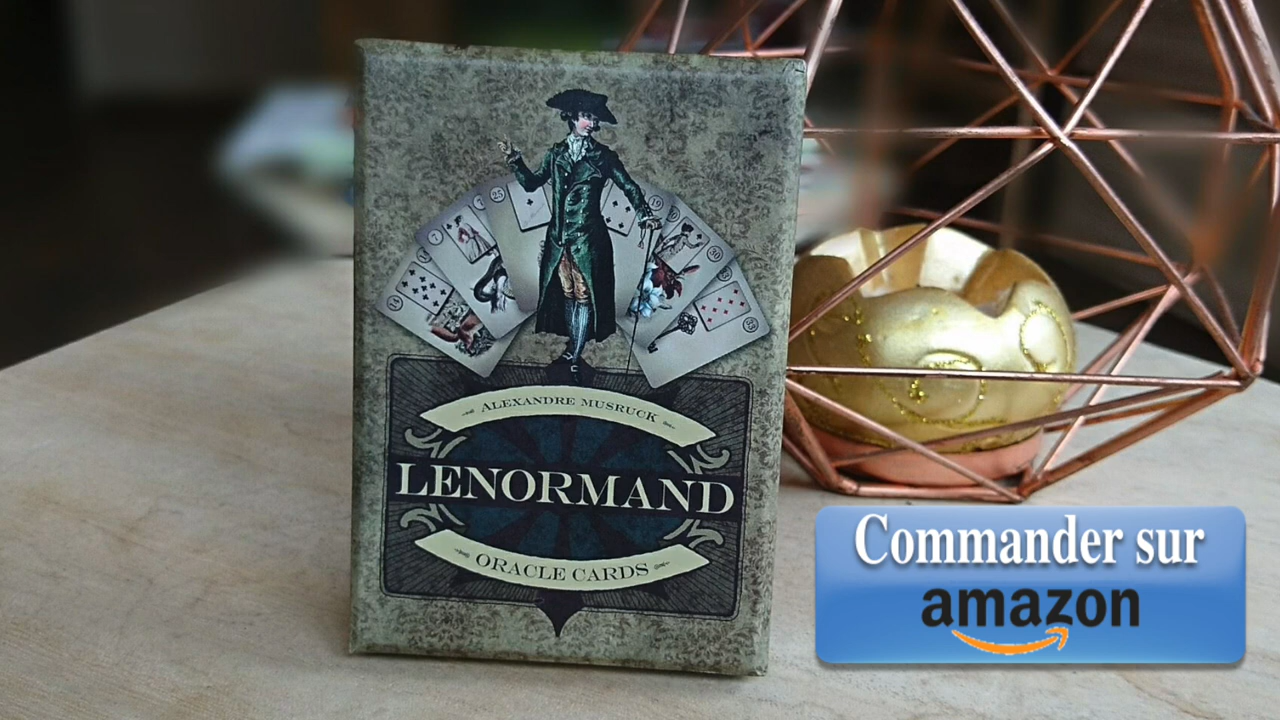 ALEXANDRE MUSRUCK
LENORMAND
ORACLE CARDS
Commander sur
amazon